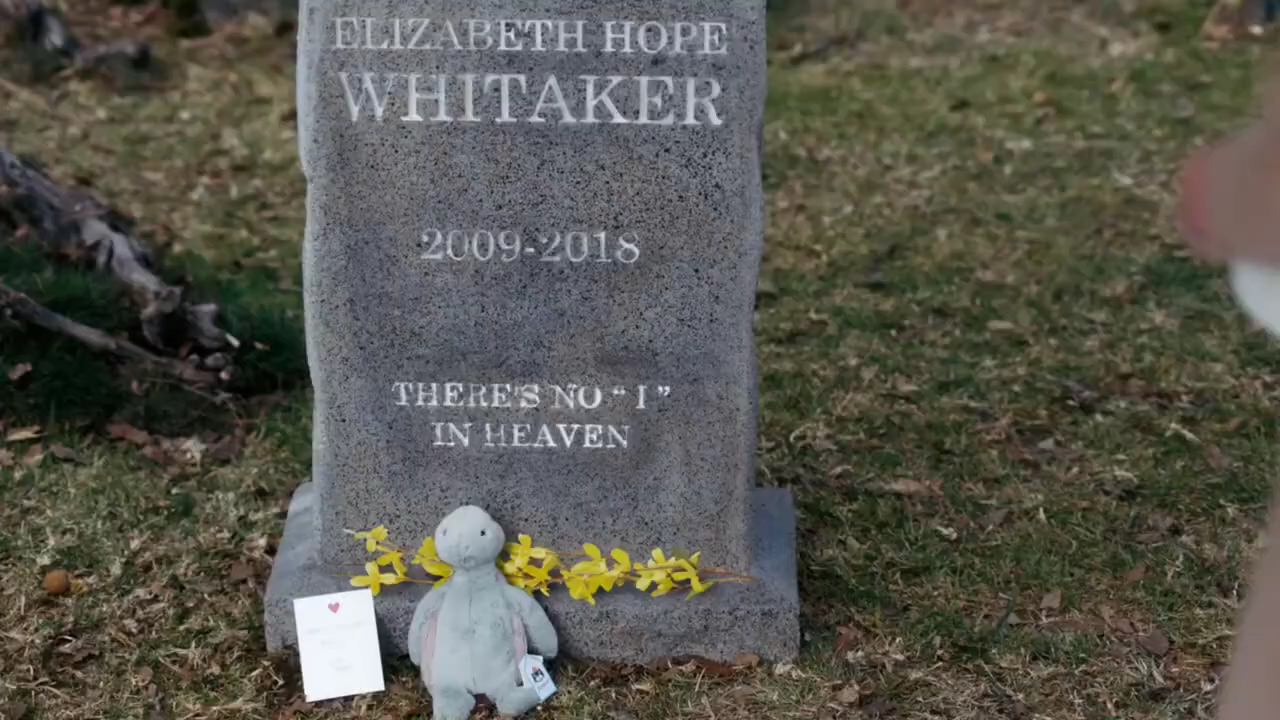 ELIZABETH HOPE
WHITAKER
2009-2018
THERE'S NO “ I ”
IN HEAVEN